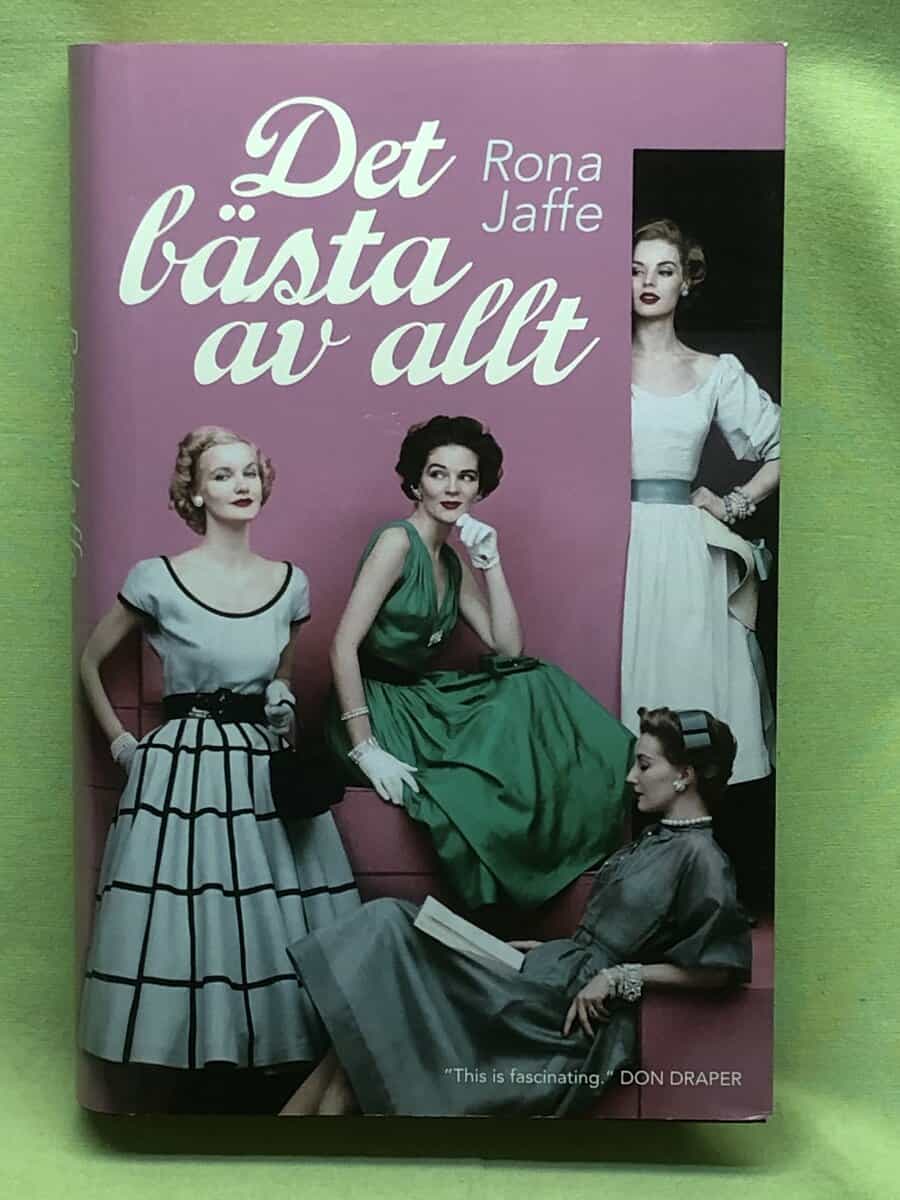 Det
bästa
av allt
Rona
Jaffe
"This is fascinating." DON DRAPER